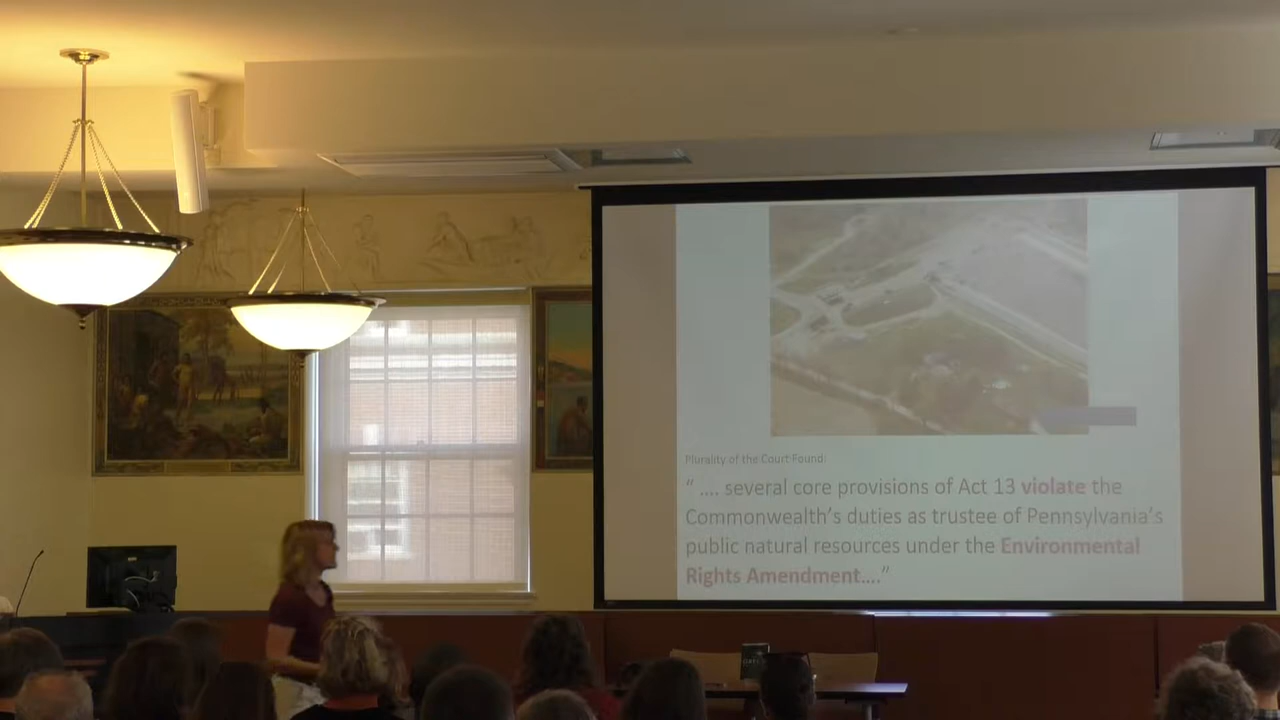 Plurality of the Court Found:
“ .... several core provisions of Act 13 violate the
Commonwealth’s duties as trustee of Pennsylvania’s
public natural resources under the Environmental
Rights Amendment....”